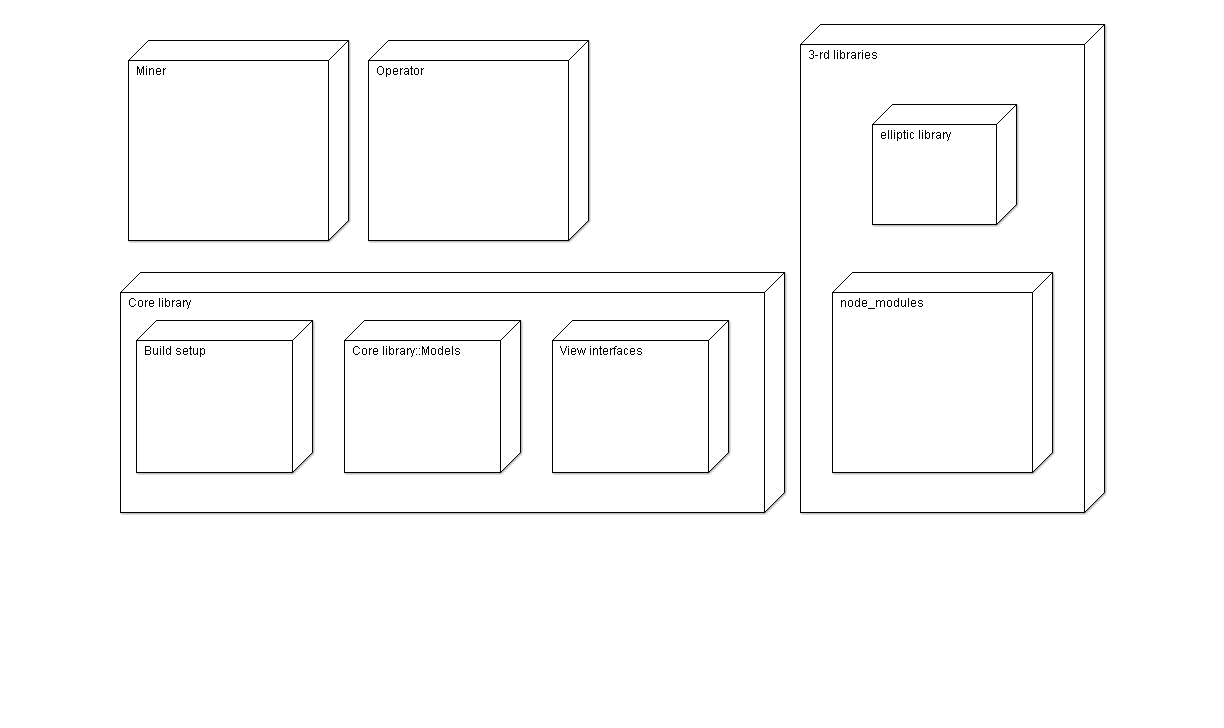 Miner
Operator
3-rd libraries
elliptic library
Core library
node_modules
Build setup
Core library::Models
View interfaces